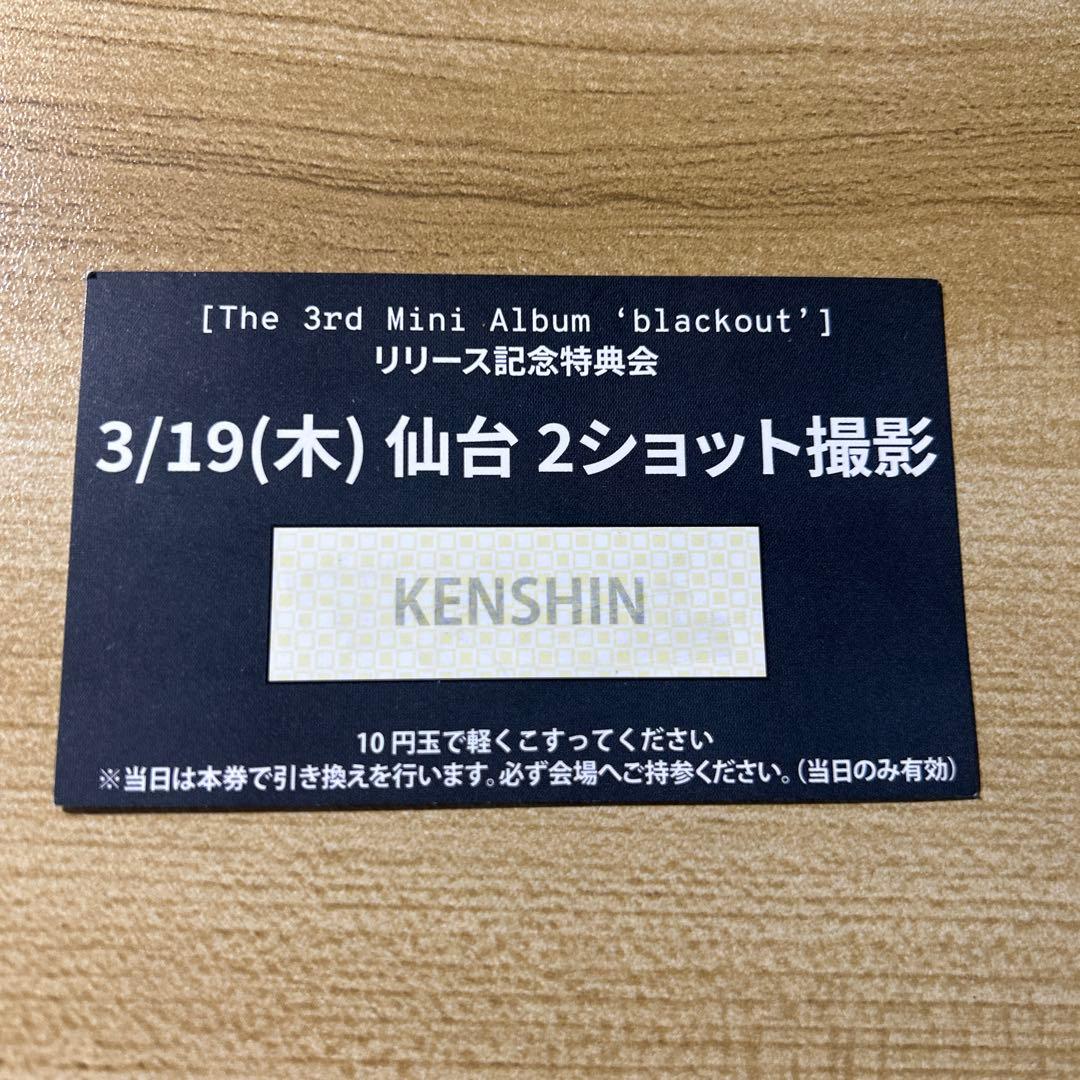 [The 3rd Mini Album ‘blackout’]
リリース記念特典会
3/19(木) 仙台 2ショット撮影
KENSHIN
10円玉で軽くこすってください
※当日は本券で引き換えを行います。必ず会場へご持参ください。(当日のみ有効)